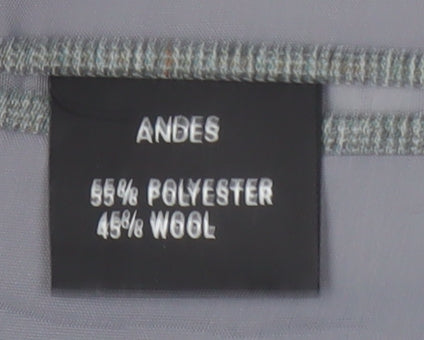 ANDES
55% POLYESTER
45% WOOL